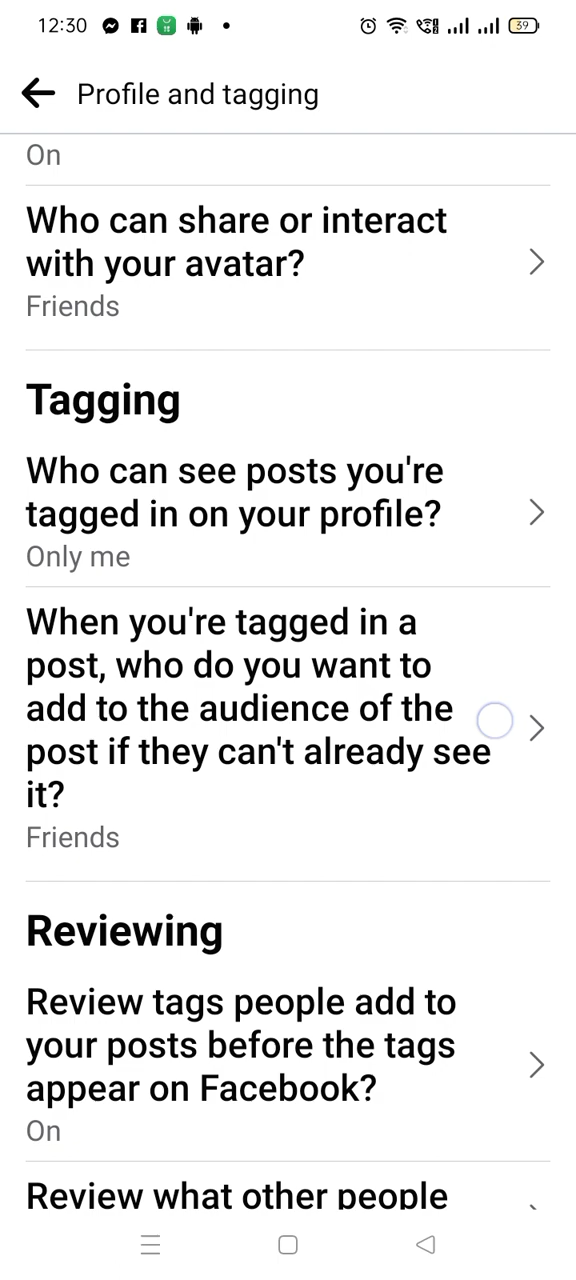 12:30
39
Profile and tagging
On
Who can share or interact
with your avatar?
Friends
Tagging
Who can see posts you're
tagged in on your profile?
Only me
When you're tagged in a
post, who do you want to
add to the audience of the
post if they can't already see
it?
Friends
Reviewing
Review tags people add to
your posts before the tags
appear on Facebook?
On
Review what other people